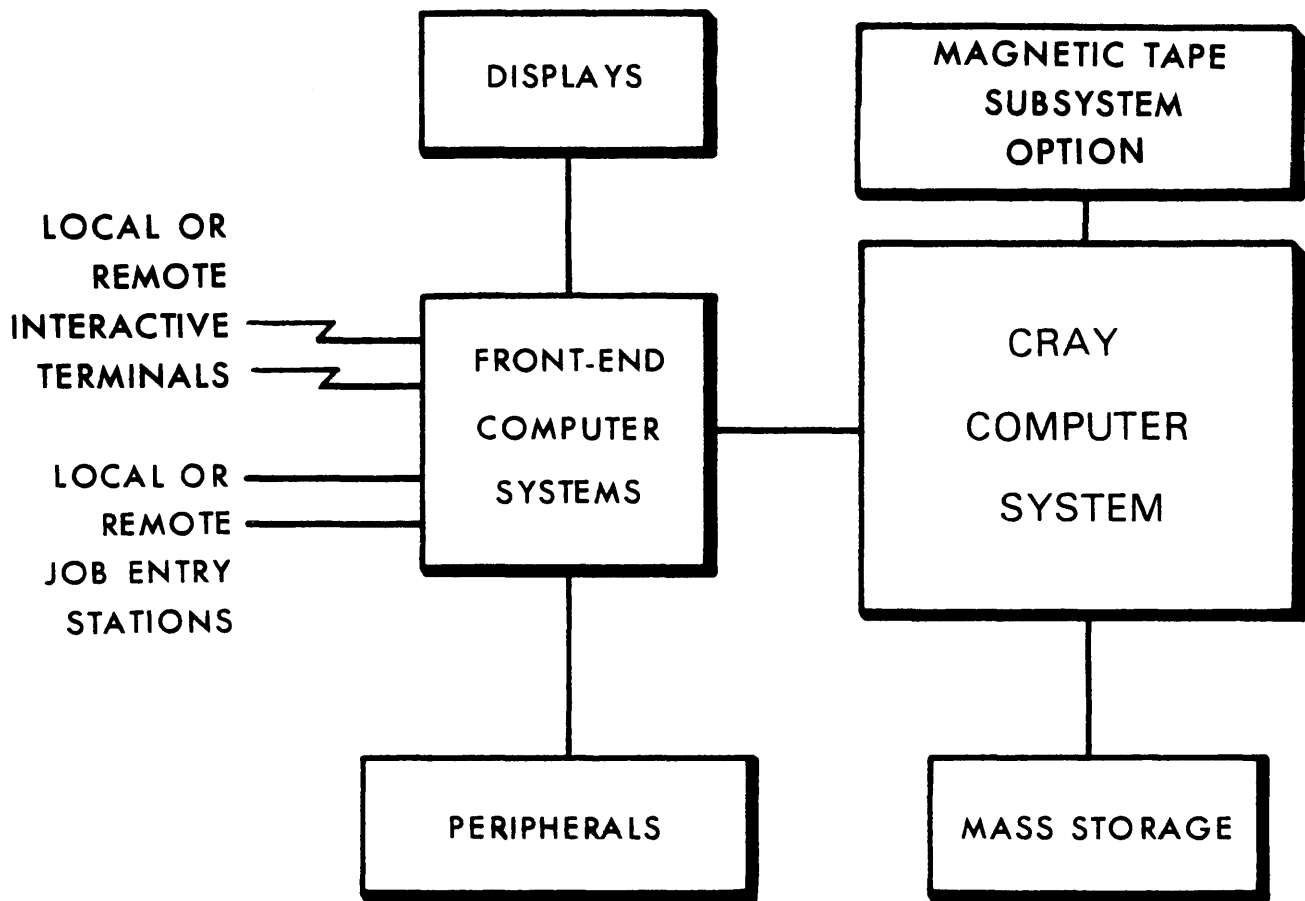 DISPLAYS
MAGNETIC TAPE
SUBSYSTEM
OPTION
LOCAL OR
REMOTE
INTERACTIVE
TERMINALS
LOCAL OR
REMOTE
JOB ENTRY
STATIONS
FRONT-END
COMPUTER
SYSTEMS
CRAY
COMPUTER
SYSTEM
PERIPHERALS
MASS STORAGE